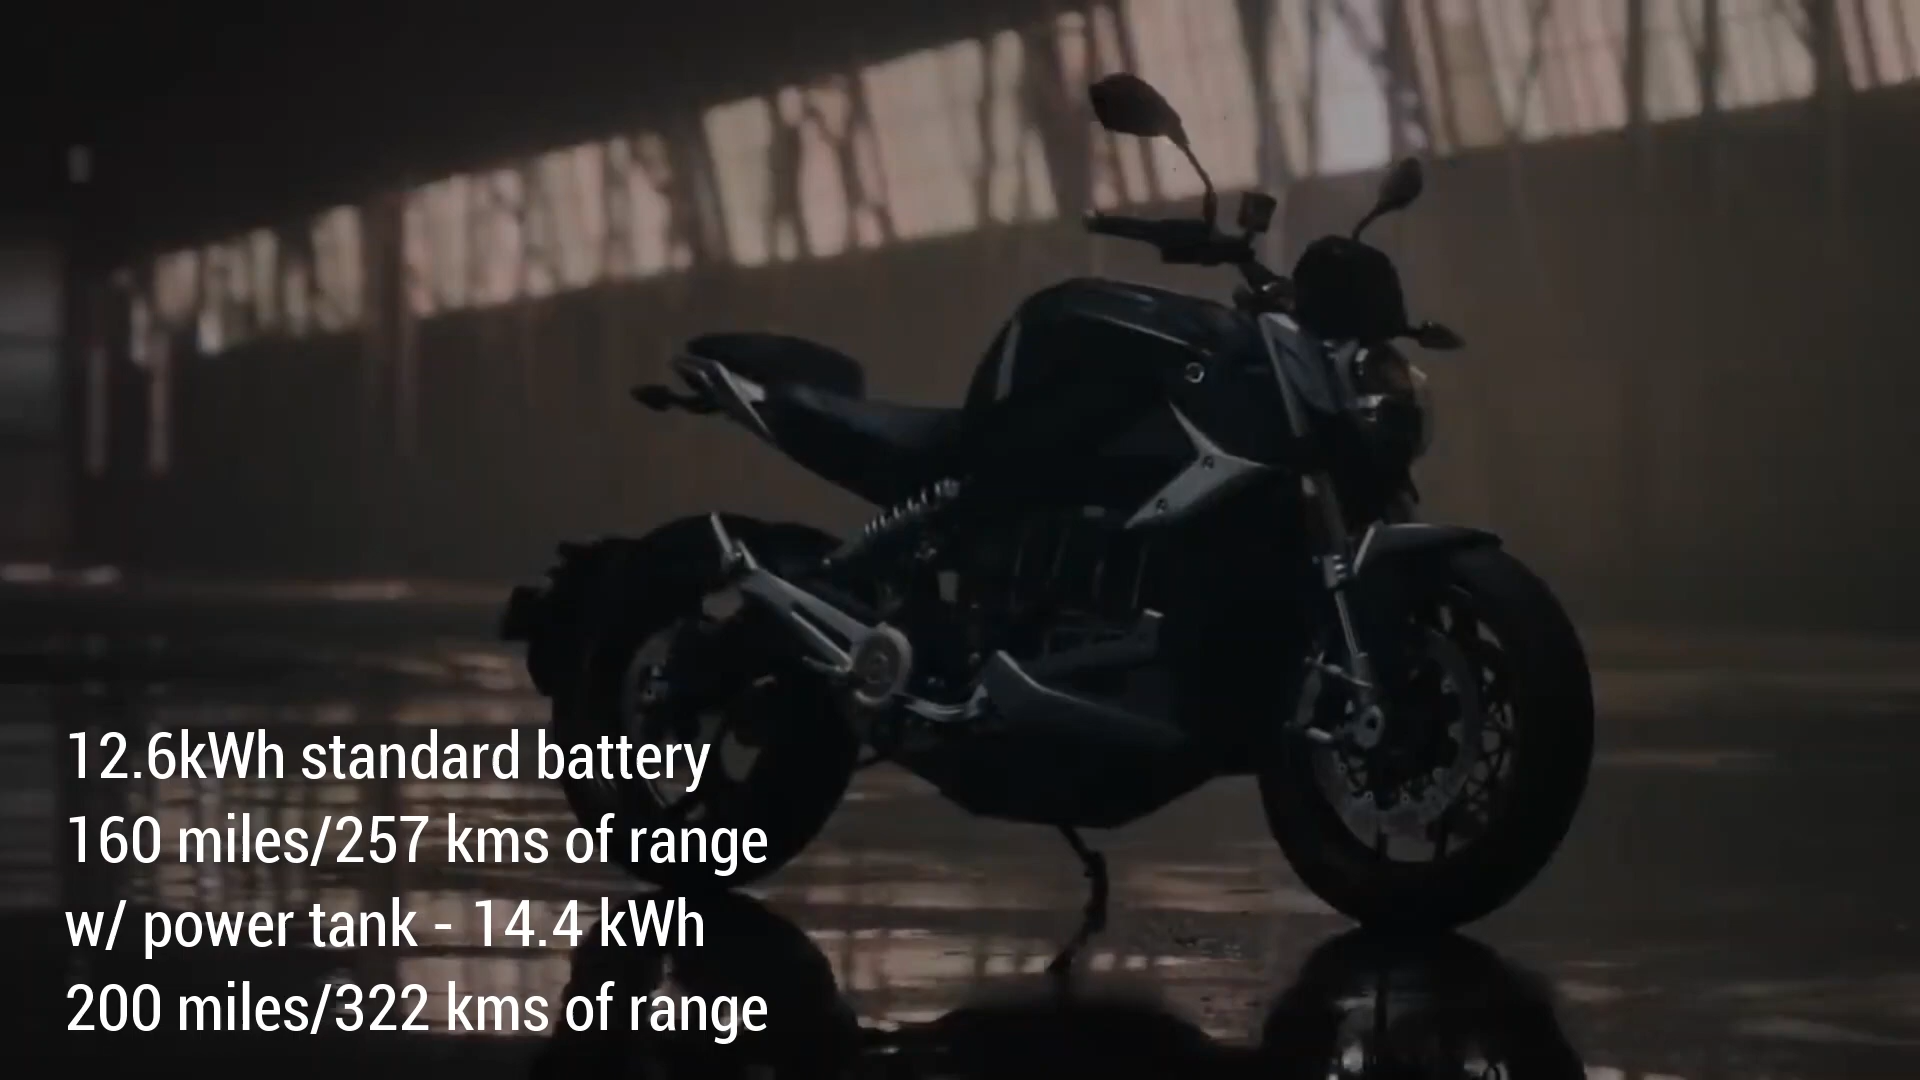 12.6kWh standard battery
160 miles/257 kms of range
w/ power tank - 14.4 kWh
200 miles/322 kms of range